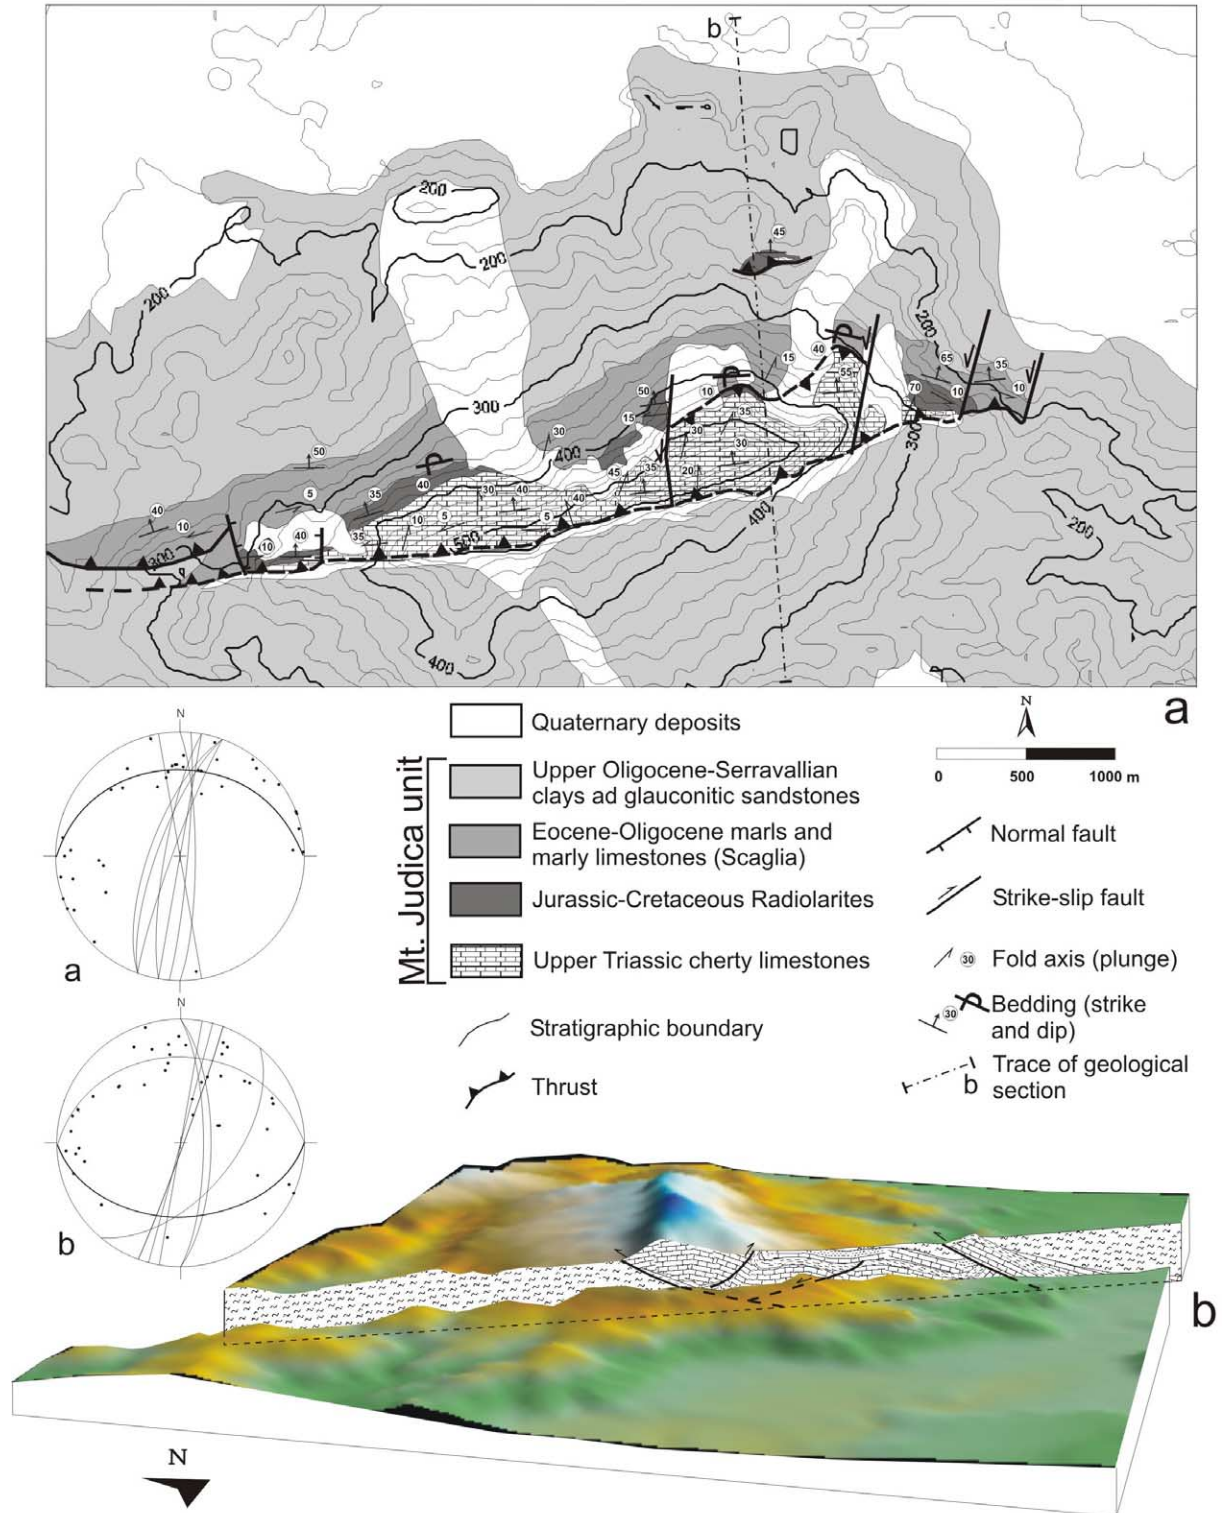 b
45
200
200
200
200
15
40
55
65
35
70
10
10
50
10
15
35
30
30
20
300
300
400
30
45
35
40
50
40
35
30
40
10
5
5
40
10
5
10
40
35
300
500
400
400
200
a
N
N
0
500
1000 m
Quaternary deposits
Mt. Judica unit
Upper Oligocene-Serravallian
clays ad glauconitic sandstones
Eocene-Oligocene marls and
marly limestones (Scaglia)
Jurassic-Cretaceous Radiolarites
Upper Triassic cherty limestones
Stratigraphic boundary
Thrust
Normal fault
Strike-slip fault
30
Fold axis (plunge)
30
Bedding (strike
and dip)
b
Trace of geological
section
a
N
b
b
N